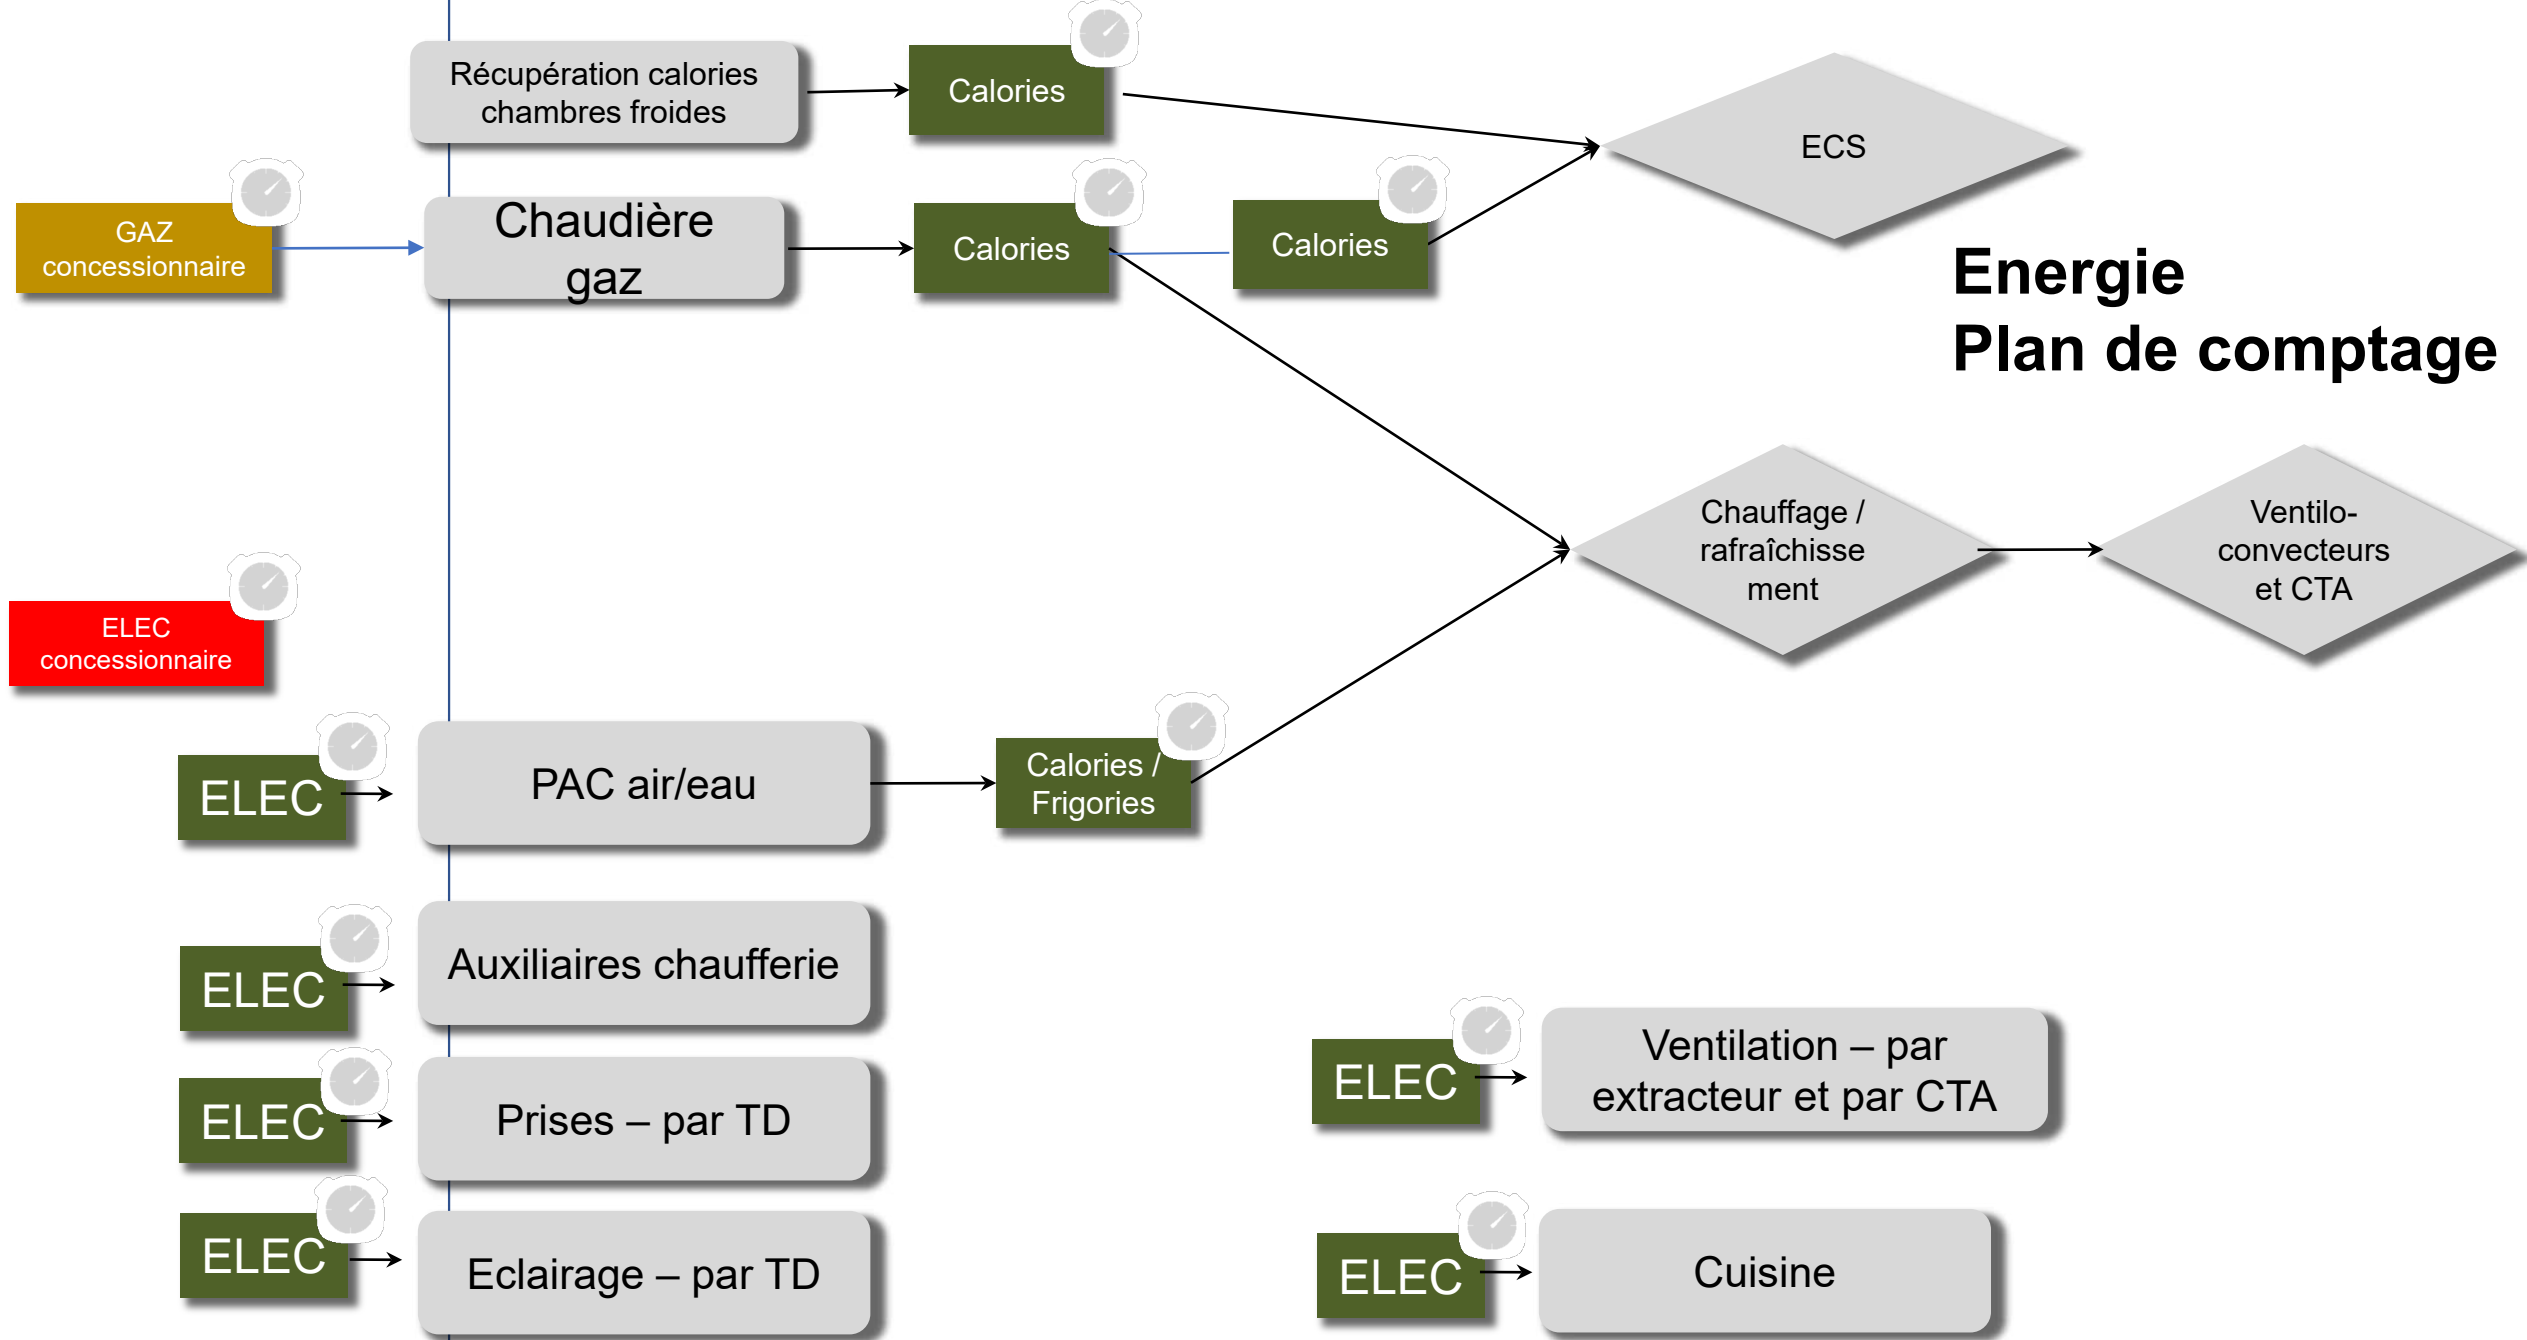 Récupération calories
chambres froides
Calories
ECS
GAZ
concessionnaire
Chaudière
gaz
Calories
Calories
Energie
Plan de comptage
Chauffage /
rafraîchisse
ment
Ventilo-
convecteurs
et CTA
ELEC
concessionnaire
ELEC
PAC air/eau
Calories /
Frigories
ELEC
Auxiliaires chaufferie
ELEC
Prises – par TD
ELEC
Ventilation – par
extracteur et par CTA
ELEC
Eclairage – par TD
ELEC
Cuisine